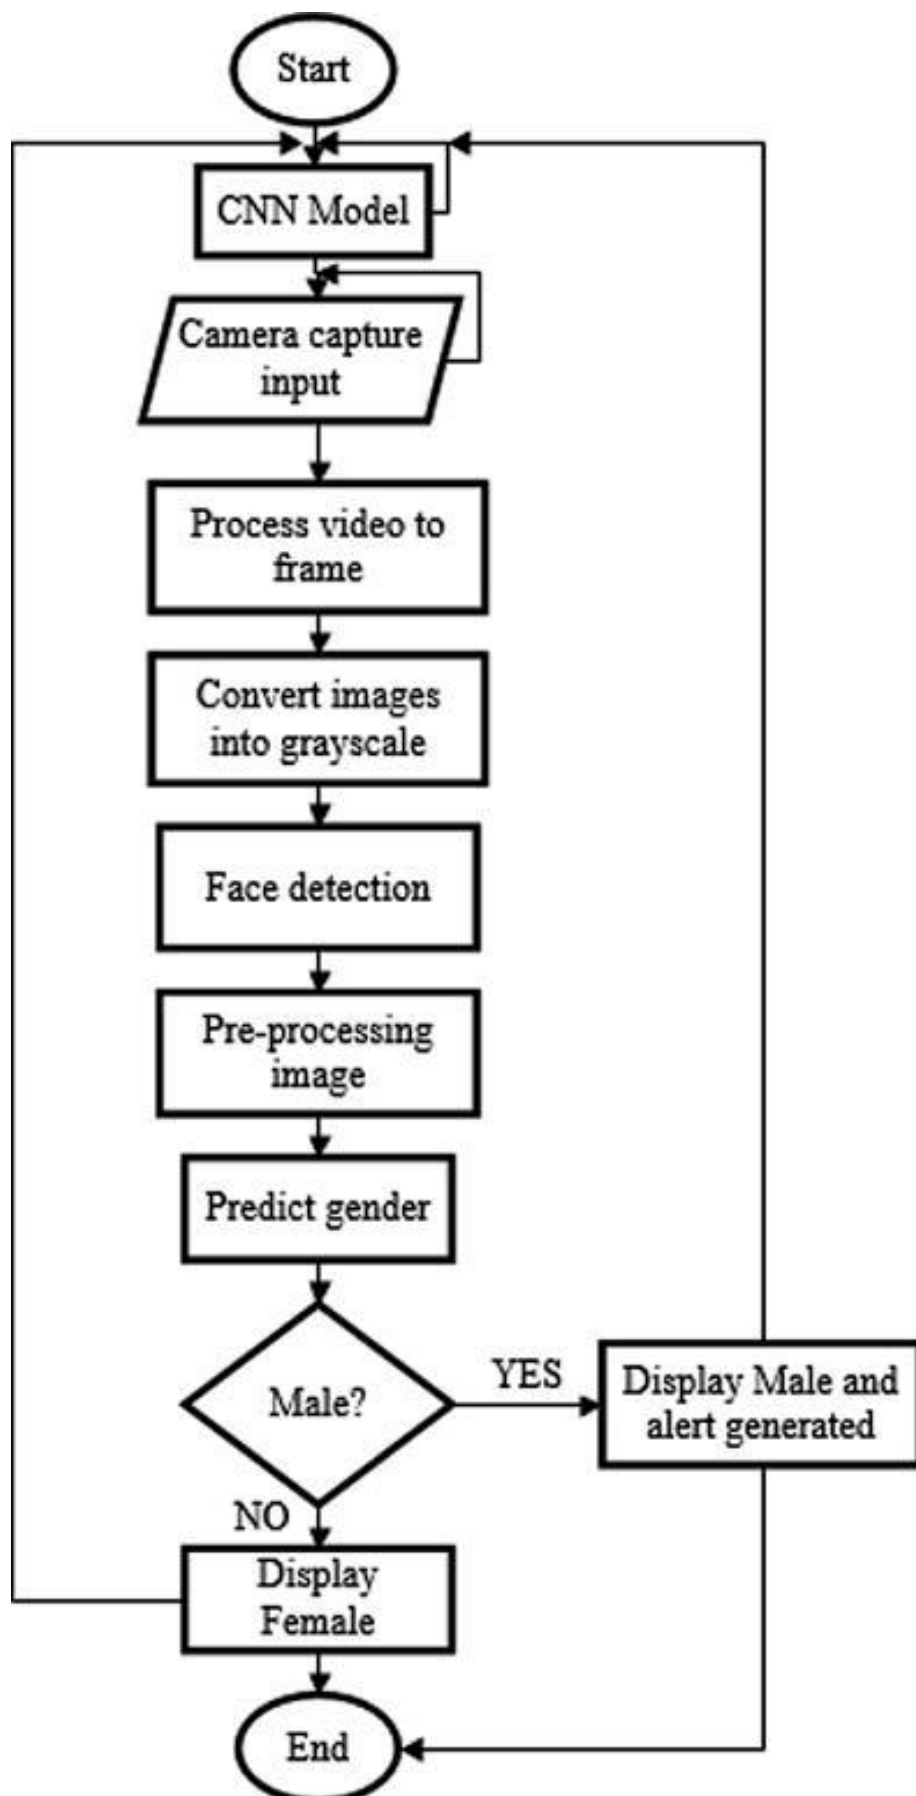 Start
CNN Model
Camera capture
input
Process video to
frame
Convert images
into grayscale
Face detection
Pre-processing
image
Predict gender
Male?
YES
Display Male and
alert generated
NO
Display
Female
End